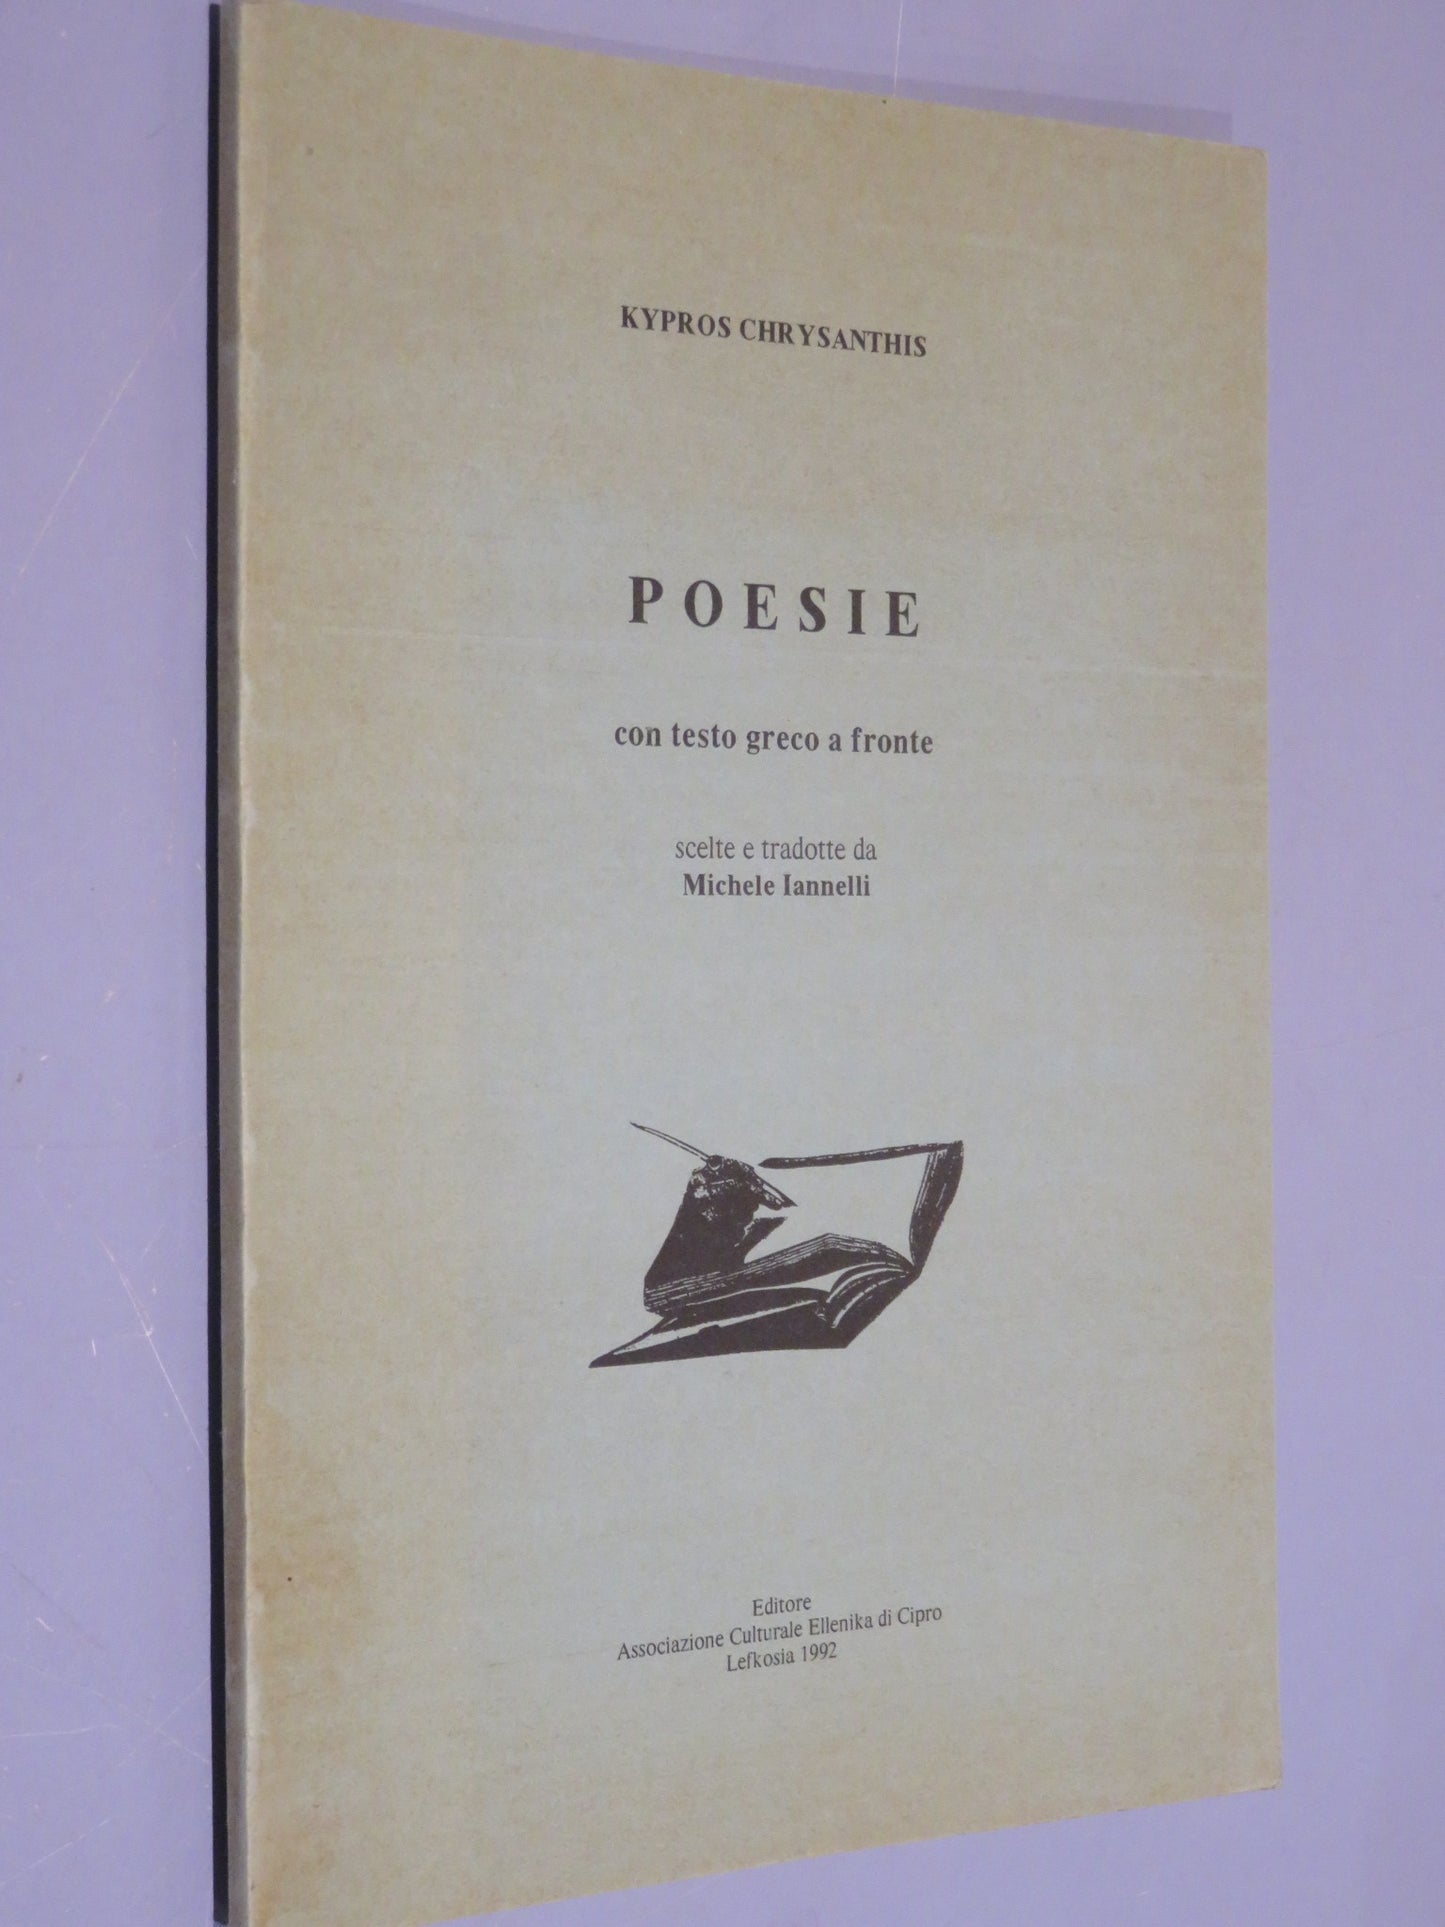 KYPROS CHRYSANTHIS
POESIE
con testo greco a fronte
scelte e tradotte da
Michele Iannelli
Editore
Associazione Culturale Ellenika di Cipro
Lefkosia 1992